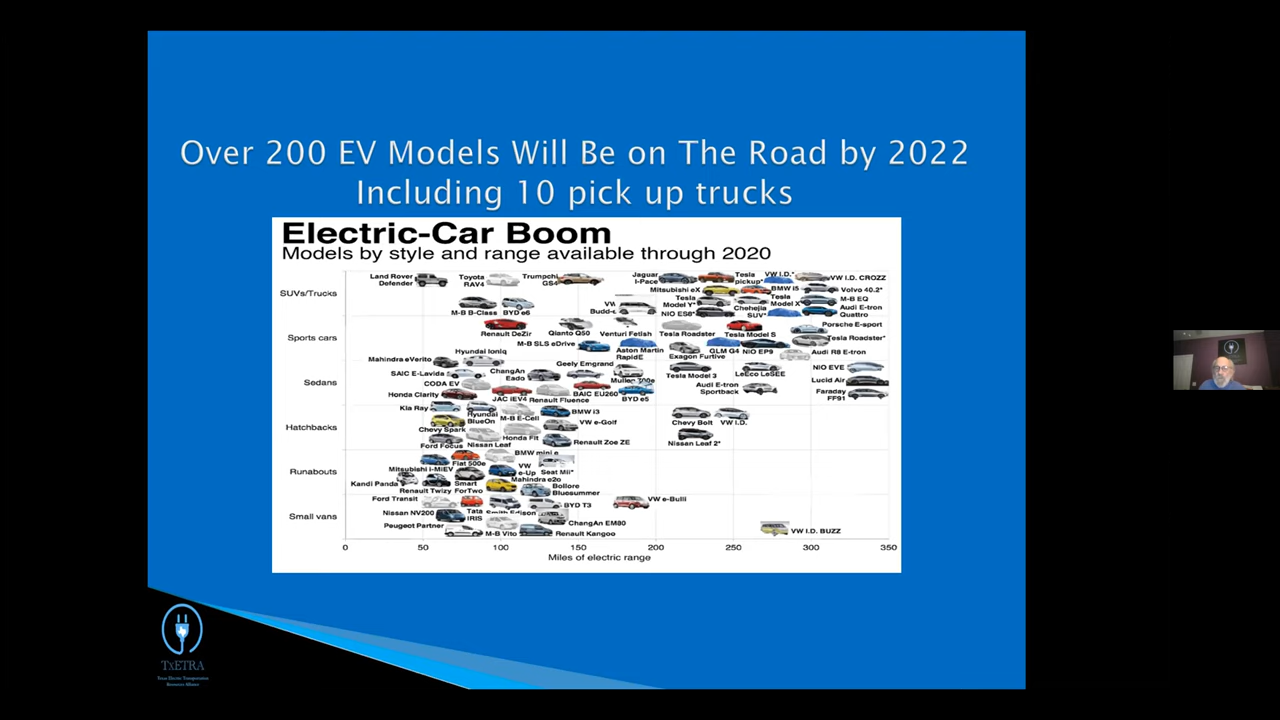 Over 200 EV Models Will Be on The Road by 2022
Including 10 pick up trucks
Electric-Car Boom
Models by style and range available through 2020
SUVs/Trucks
Land Rover
Defender
Toyota
RAV4
Trumpchi
GS4
Jaguar
I-Pace
Tesla
pickup*
VW I.D.*
VW I.D. CROZZ
Mitsubishi eX
BMW i5
Volvo 40.2*
M-B B-Class
BYD e6
VW
Budd-e
Tesla
Model Y*
Chehejia
SUV*
Tesla
Model X
M-B EQ
NIO ES8*
Audi E-tron
Quattro
Sports cars
Renault DeZir
Qianto Q50
Venturi Fetish
Tesla Roadster
Tesla Model S
Porsche E-sport
Tesla Roadster*
M-B SLS eDrive
Aston Martin
RapidE
Exagon Furtive
GLM G4
NIO EP9
Audi R8 E-tron
Sedans
Mahindra eVerito
Hyundai Ioniq
Geely Emgrand
SAIC E-Lavida
ChangAn
Eado
Mullen 700e
Tesla Model 3
LeEco LeSEE
NIO EVE
CODA EV
Audi E-tron
Sportback
Lucid Air
Honda Clarity
JAC iEV4
Renault Fluence
BAIC EU260
BYD e5
Faraday
FF91
Hatchbacks
Kia Ray
Hyundai
BlueOn
M-B E-Cell
BMW i3
Chevy Bolt
VW I.D.
Chevy Spark
VW e-Golf
Ford Focus
Nissan Leaf
Honda Fit
Renault Zoe ZE
Nissan Leaf 2*
Runabouts
Fiat 500e
BMW mini e
Mitsubishi i-MiEV
VW
e-Up
Seat Mii*
Kandi Panda
Renault Twizy
Smart
ForTwo
Mahindra e2o
Bollore
Bluesummer
Small vans
Ford Transit
Tata
IRIS
Smith Edison
BYD T3
VW e-Bulli
Nissan NV200
ChangAn EM80
Peugeot Partner
M-B Vito
Renault Kangoo
VW I.D. BUZZ
0 50 100 150 200 250 300 350
Miles of electric range
TxETRA
Texas Electric Transportation
Resources Alliance